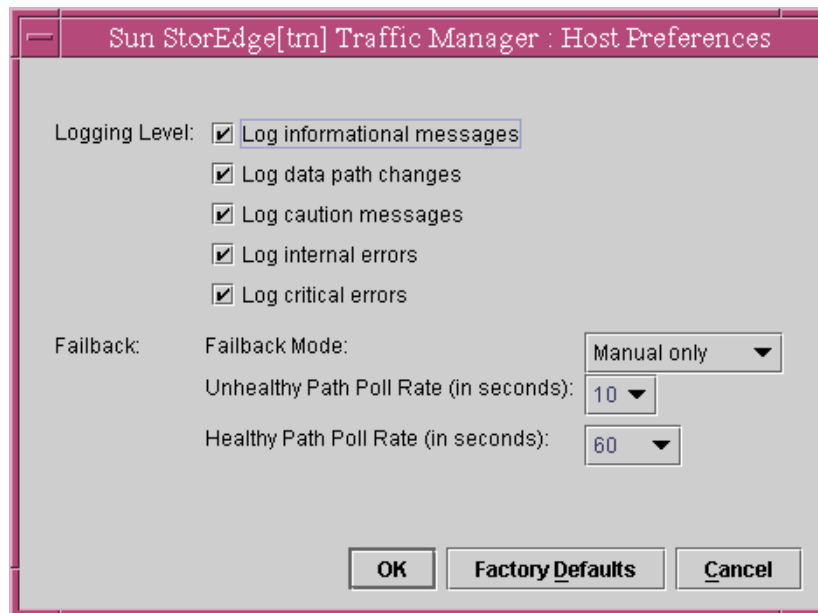 Sun StorEdge[tm] Traffic Manager : Host Preferences
Logging Level: Log informational messages
Log data path changes
Log caution messages
Log internal errors
Log critical errors
Failback: Failback Mode: Manual only
Unhealthy Path Poll Rate (in seconds): 10
Healthy Path Poll Rate (in seconds): 60
OK Factory Defaults Cancel